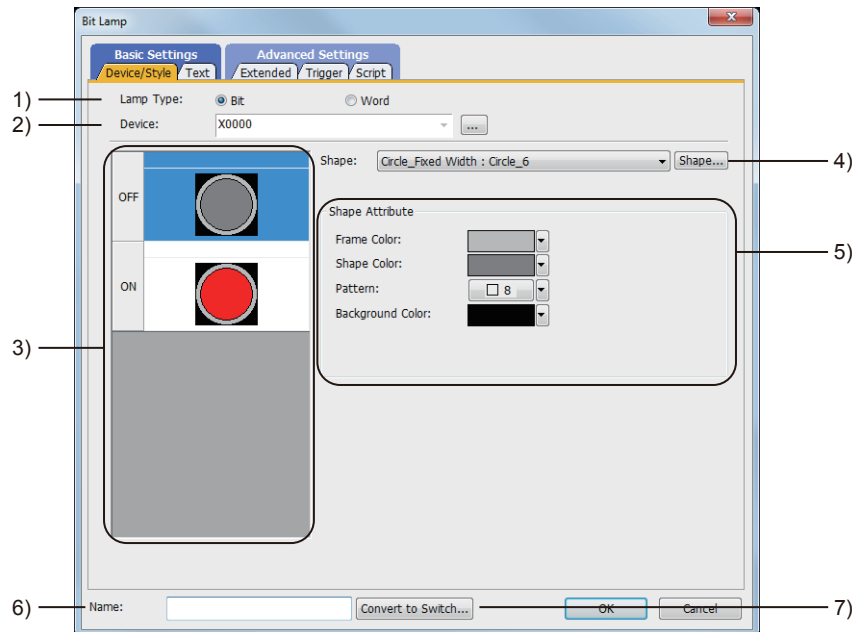 Bit Lamp
Basic Settings Advanced Settings
Device/Style Text Extended Trigger Script
1) Lamp Type: Bit Word
2) Device: X0000 ...
Shape: Circle_Fixed Width : Circle_6 Shape... 4)
OFF
Shape Attribute
Frame Color:
5)
Shape Color:
ON
Pattern: 8
Background Color:
3)
6) Name: Convert to Switch... OK Cancel 7)